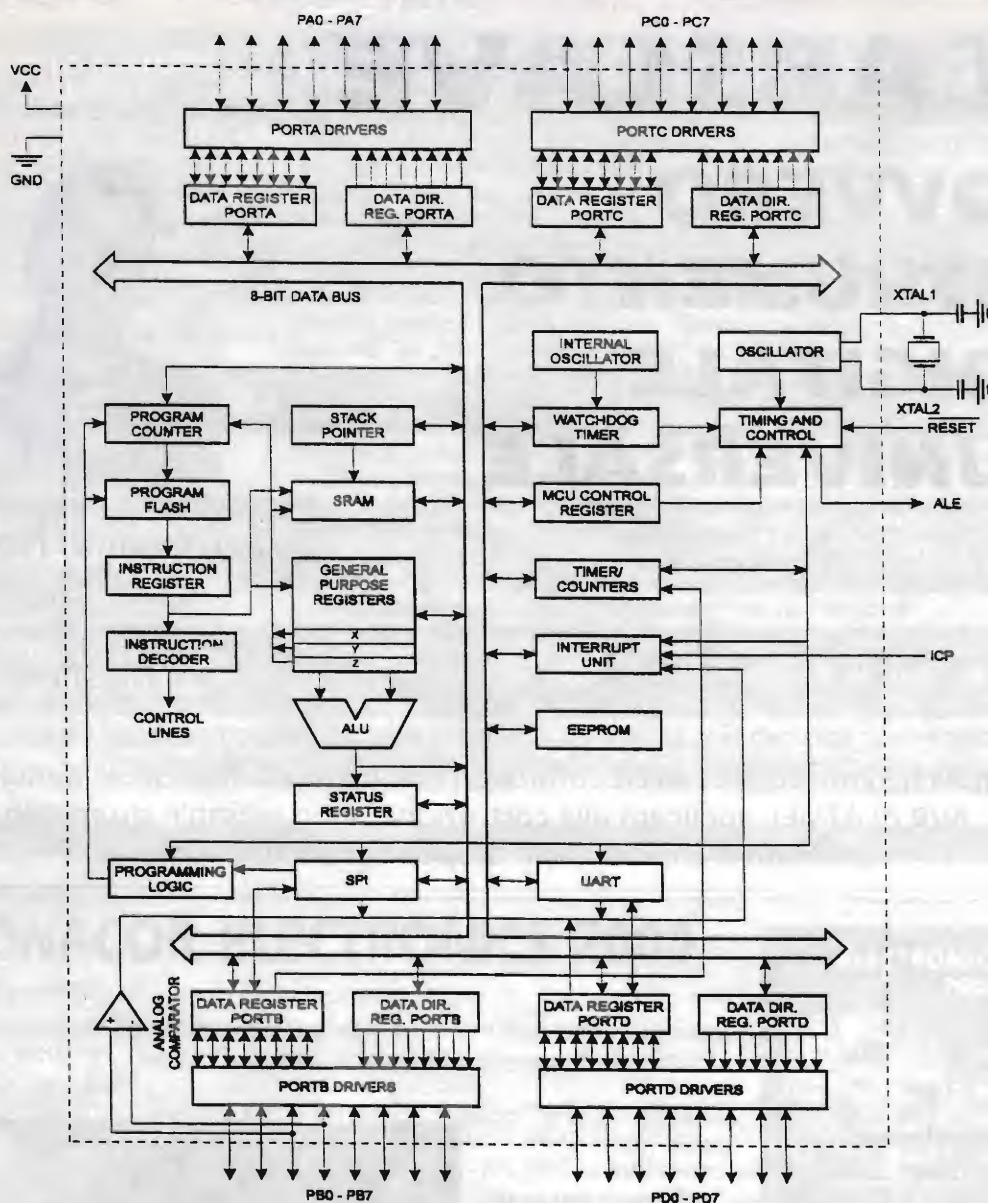 PA0 - PA7
PC0 - PC7
VCC
GND
PORTA DRIVERS
PORTC DRIVERS
DATA REGISTER
PORTA
DATA DIR.
REG. PORTA
DATA REGISTER
PORTC
DATA DIR.
REG. PORTC
8-BIT DATA BUS
XTAL1
INTERNAL
OSCILLATOR
OSCILLATOR
XTAL2
PROGRAM
COUNTER
STACK
POINTER
WATCHDOG
TIMER
TIMING AND
CONTROL
RESET
PROGRAM
FLASH
SRAM
MCU CONTROL
REGISTER
ALE
INSTRUCTION
REGISTER
GENERAL
PURPOSE
REGISTERS
X
Y
Z
TIMER/
COUNTERS
INSTRUCTION
DECODER
INTERRUPT
UNIT
ICP
CONTROL
LINES
ALU
EEPROM
STATUS
REGISTER
PROGRAMMING
LOGIC
SPI
UART
ANALOG
COMPARATOR
+
-
DATA REGISTER
PORTB
DATA DIR.
REG. PORTB
DATA REGISTER
PORTD
DATA DIR.
REG. PORTD
PORTB DRIVERS
PORTD DRIVERS
PB0 - PB7
PD0 - PD7